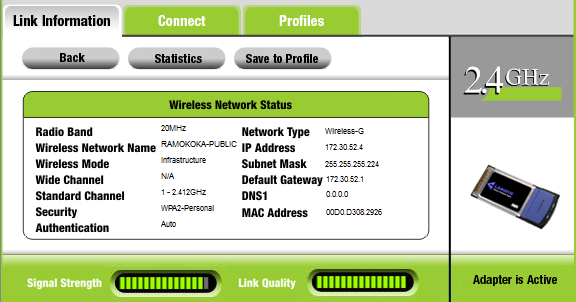 Link Information Connect Profiles
Back Statistics Save to Profile
2.4GHz
Wireless Network Status
Radio Band 20MHz Network Type Wireless-G
Wireless Network Name RAMOKOKA-PUBLIC IP Address 172.30.52.4
Wireless Mode Infrastructure Subnet Mask 255.255.255.224
Wide Channel N/A Default Gateway 172.30.52.1
Standard Channel 1 - 2.412GHz DNS1 0.0.0.0
Security WPA2-Personal MAC Address 00D0.D308.2926
Authentication Auto
Signal Strength Link Quality Adapter is Active